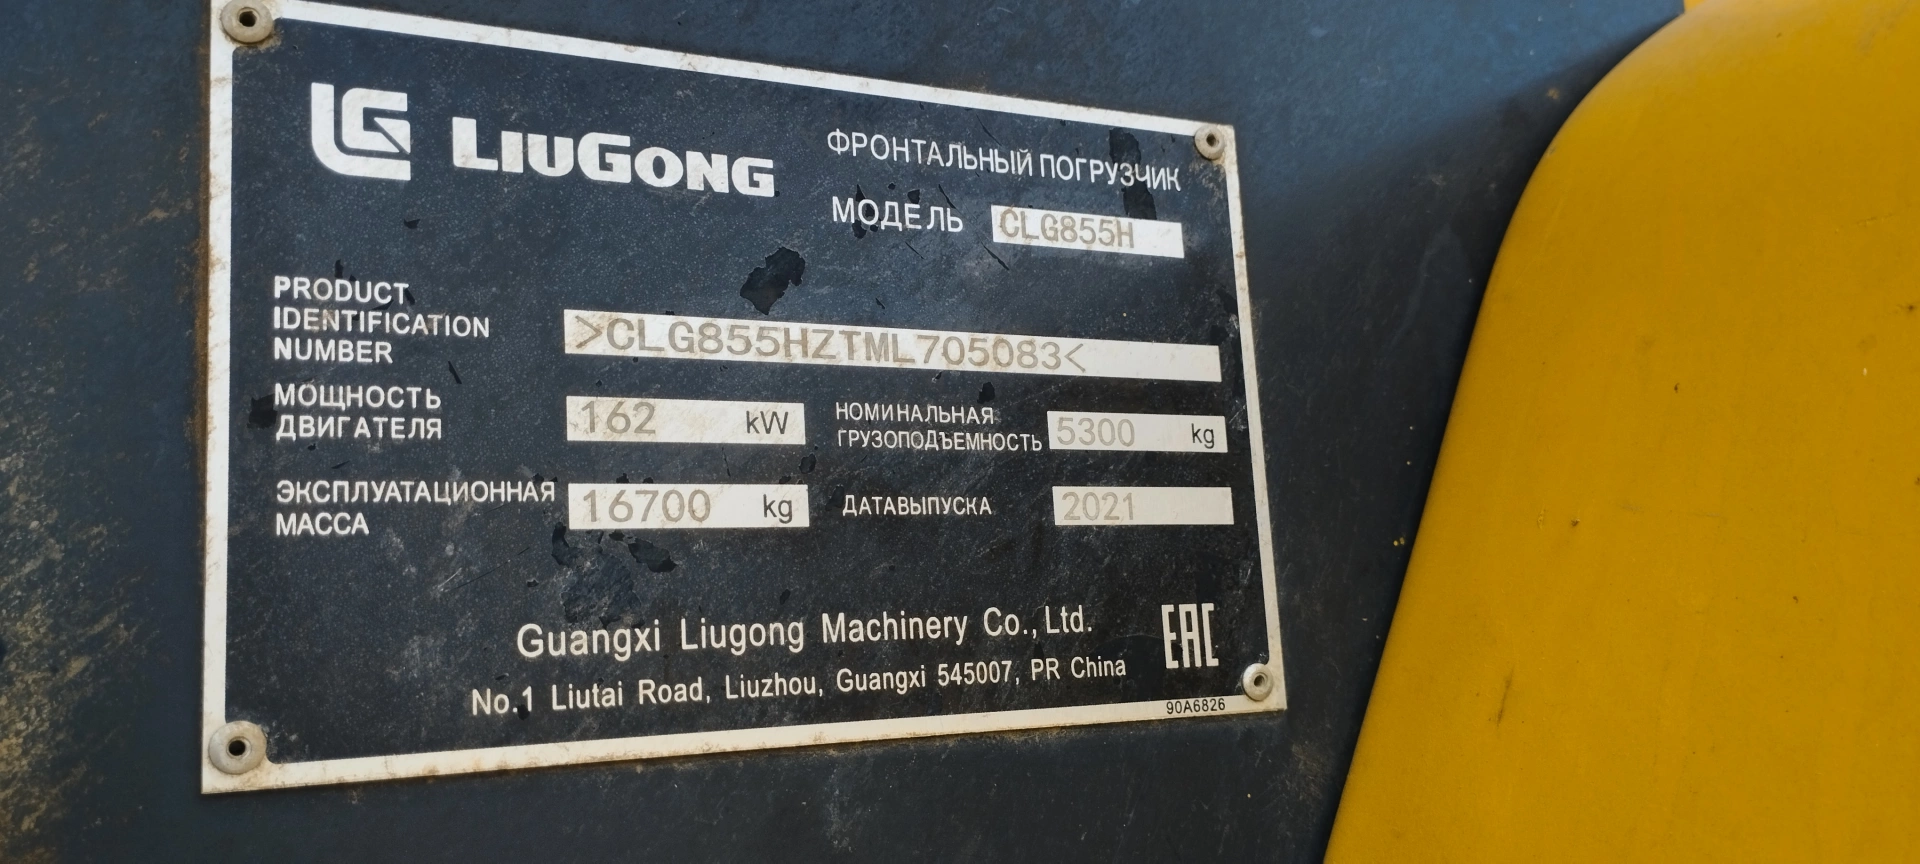 LG LIUGONG
ФРОНТАЛЬНЫЙ ПОГРУЗЧИК
МОДЕЛЬ CLG855H
PRODUCT
IDENTIFICATION
NUMBER
>CLG855HZTML705083<
МОЩНОСТЬ
ДВИГАТЕЛЯ
162 kW
НОМИНАЛЬНАЯ
ГРУЗОПОДЪЕМНОСТЬ
5300 kg
ЭКСПЛУАТАЦИОННАЯ
МАССА
16700 kg
ДАТАВЫПУСКА 2021
Guangxi Liugong Machinery Co., Ltd.
No.1 Liutai Road, Liuzhou, Guangxi 545007, PR China
EAC
90A6826